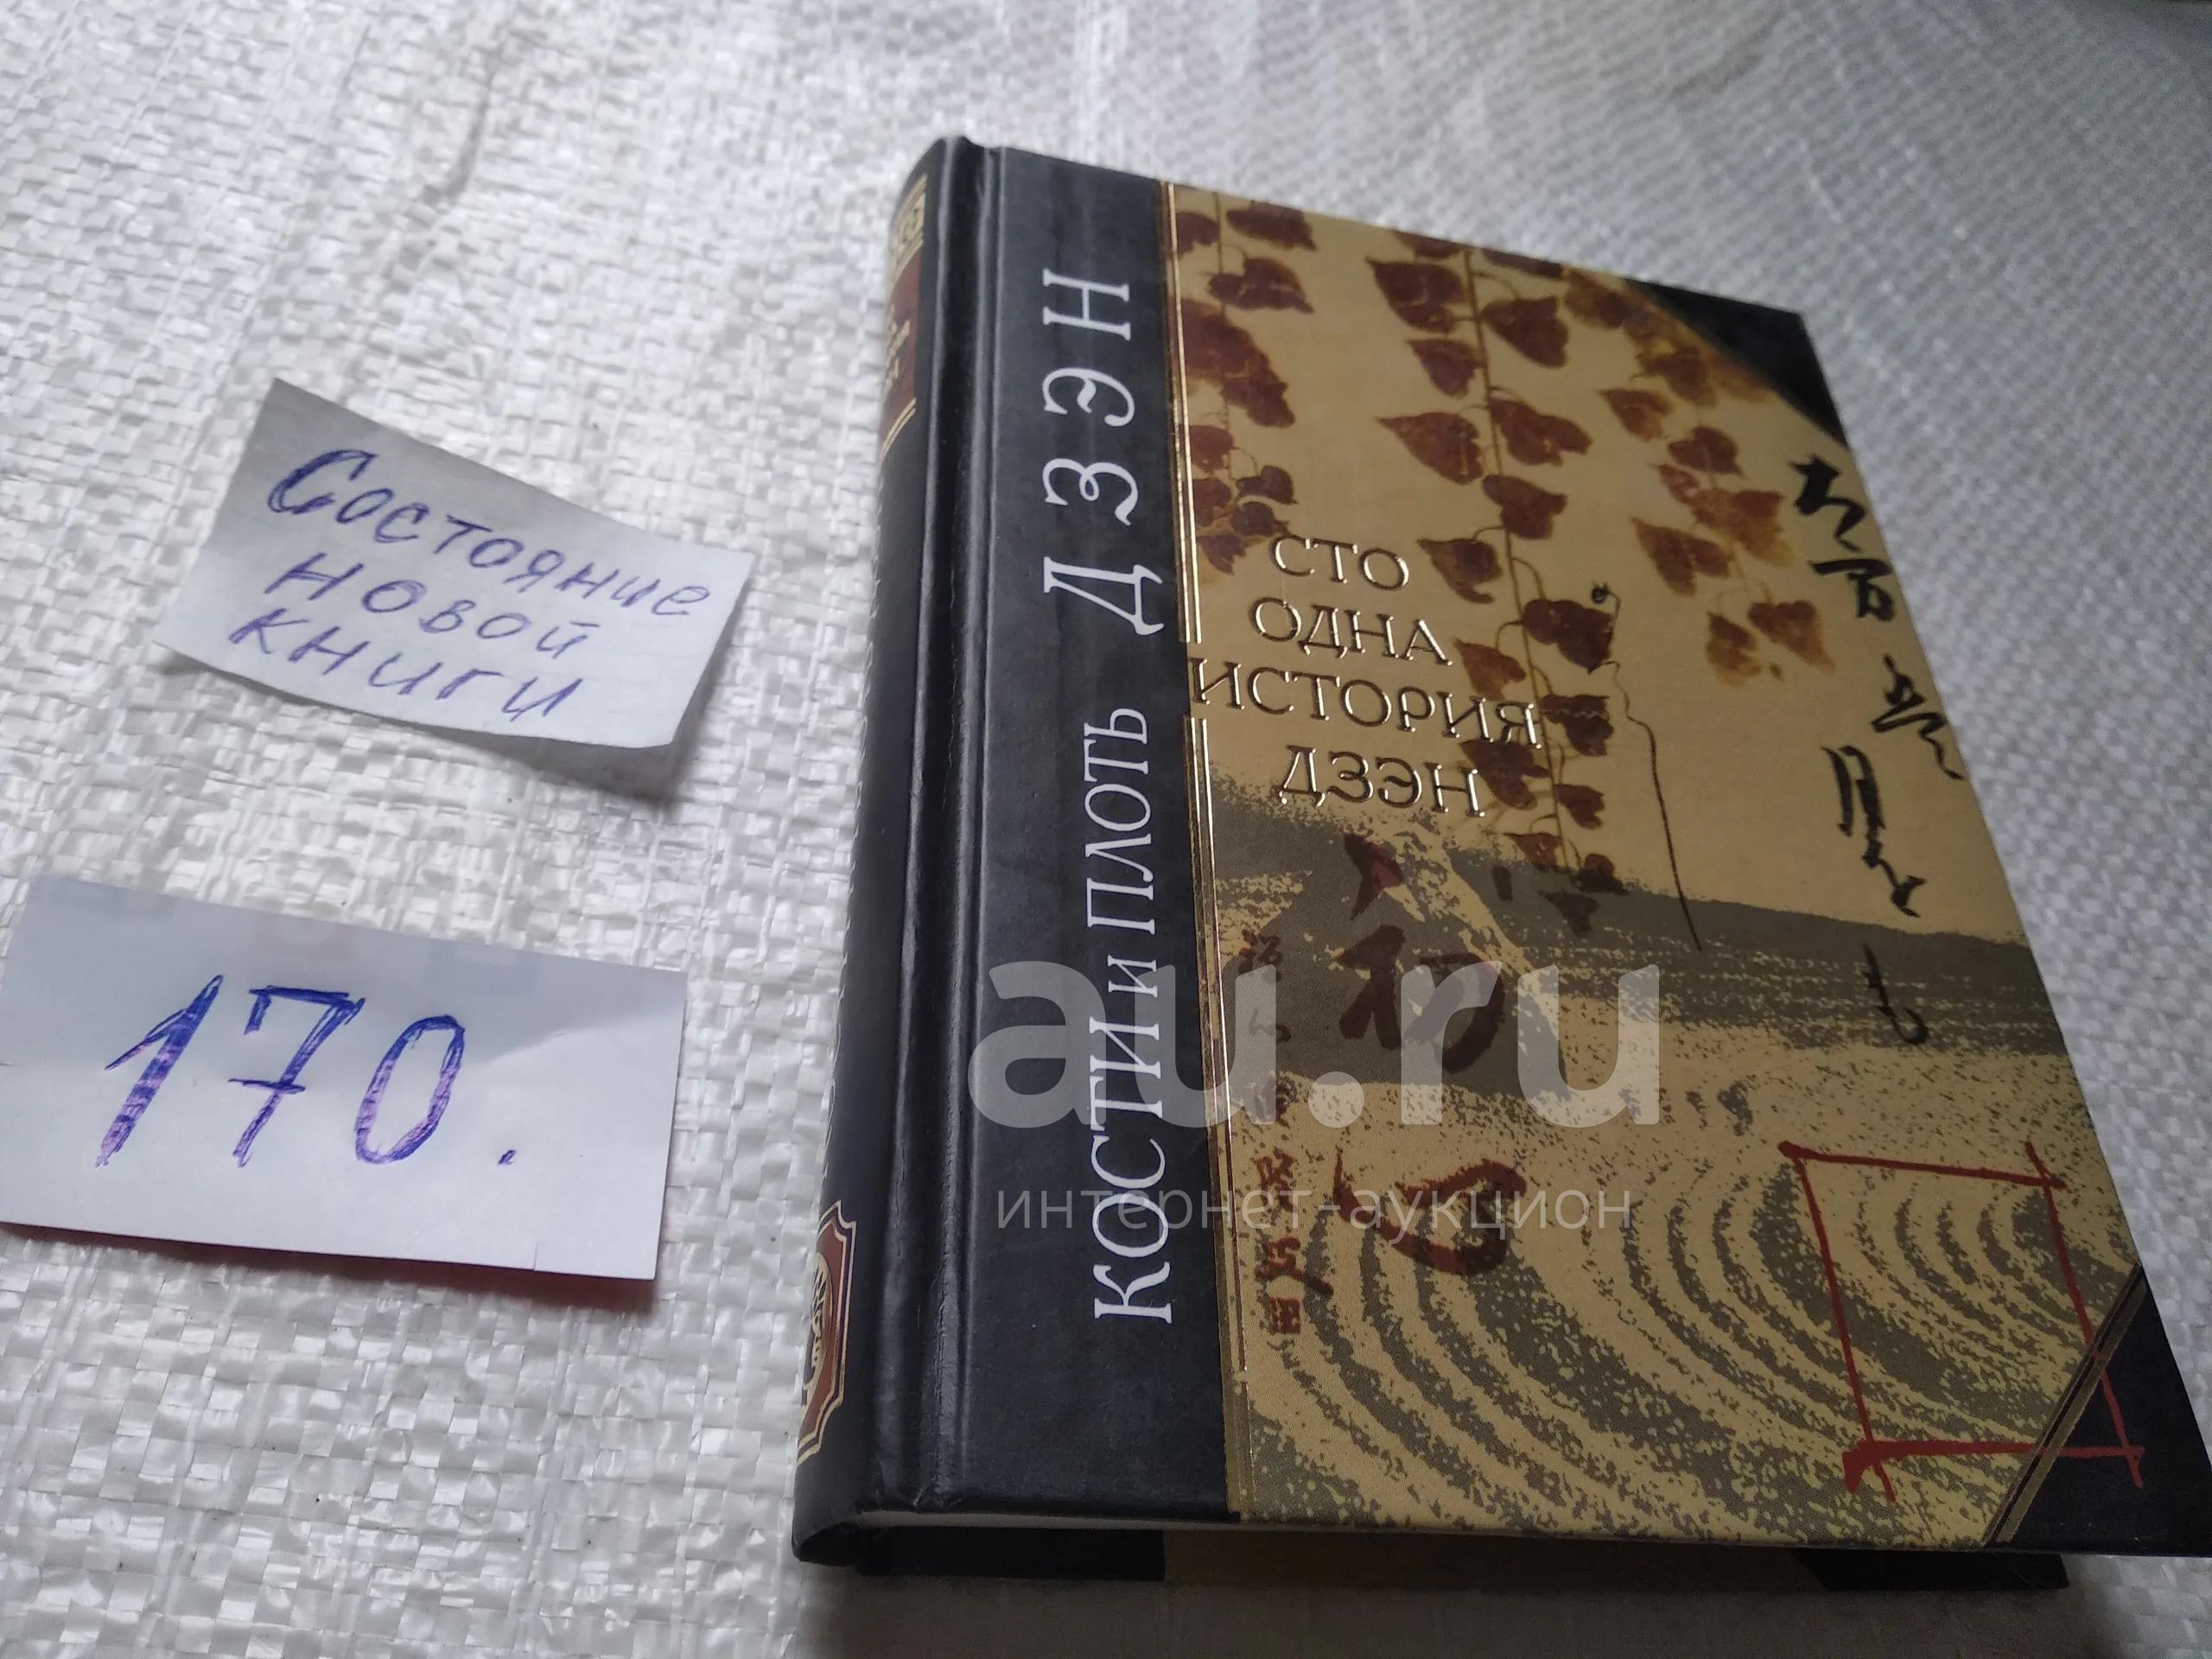 Состояние
новой
книги
170.
КОСТИ и ПЛОТЬ ДЗЭН
СТО
ОДНА
ИСТОРИЯ
ДЗЭН
au.ru
интернет-аукцион